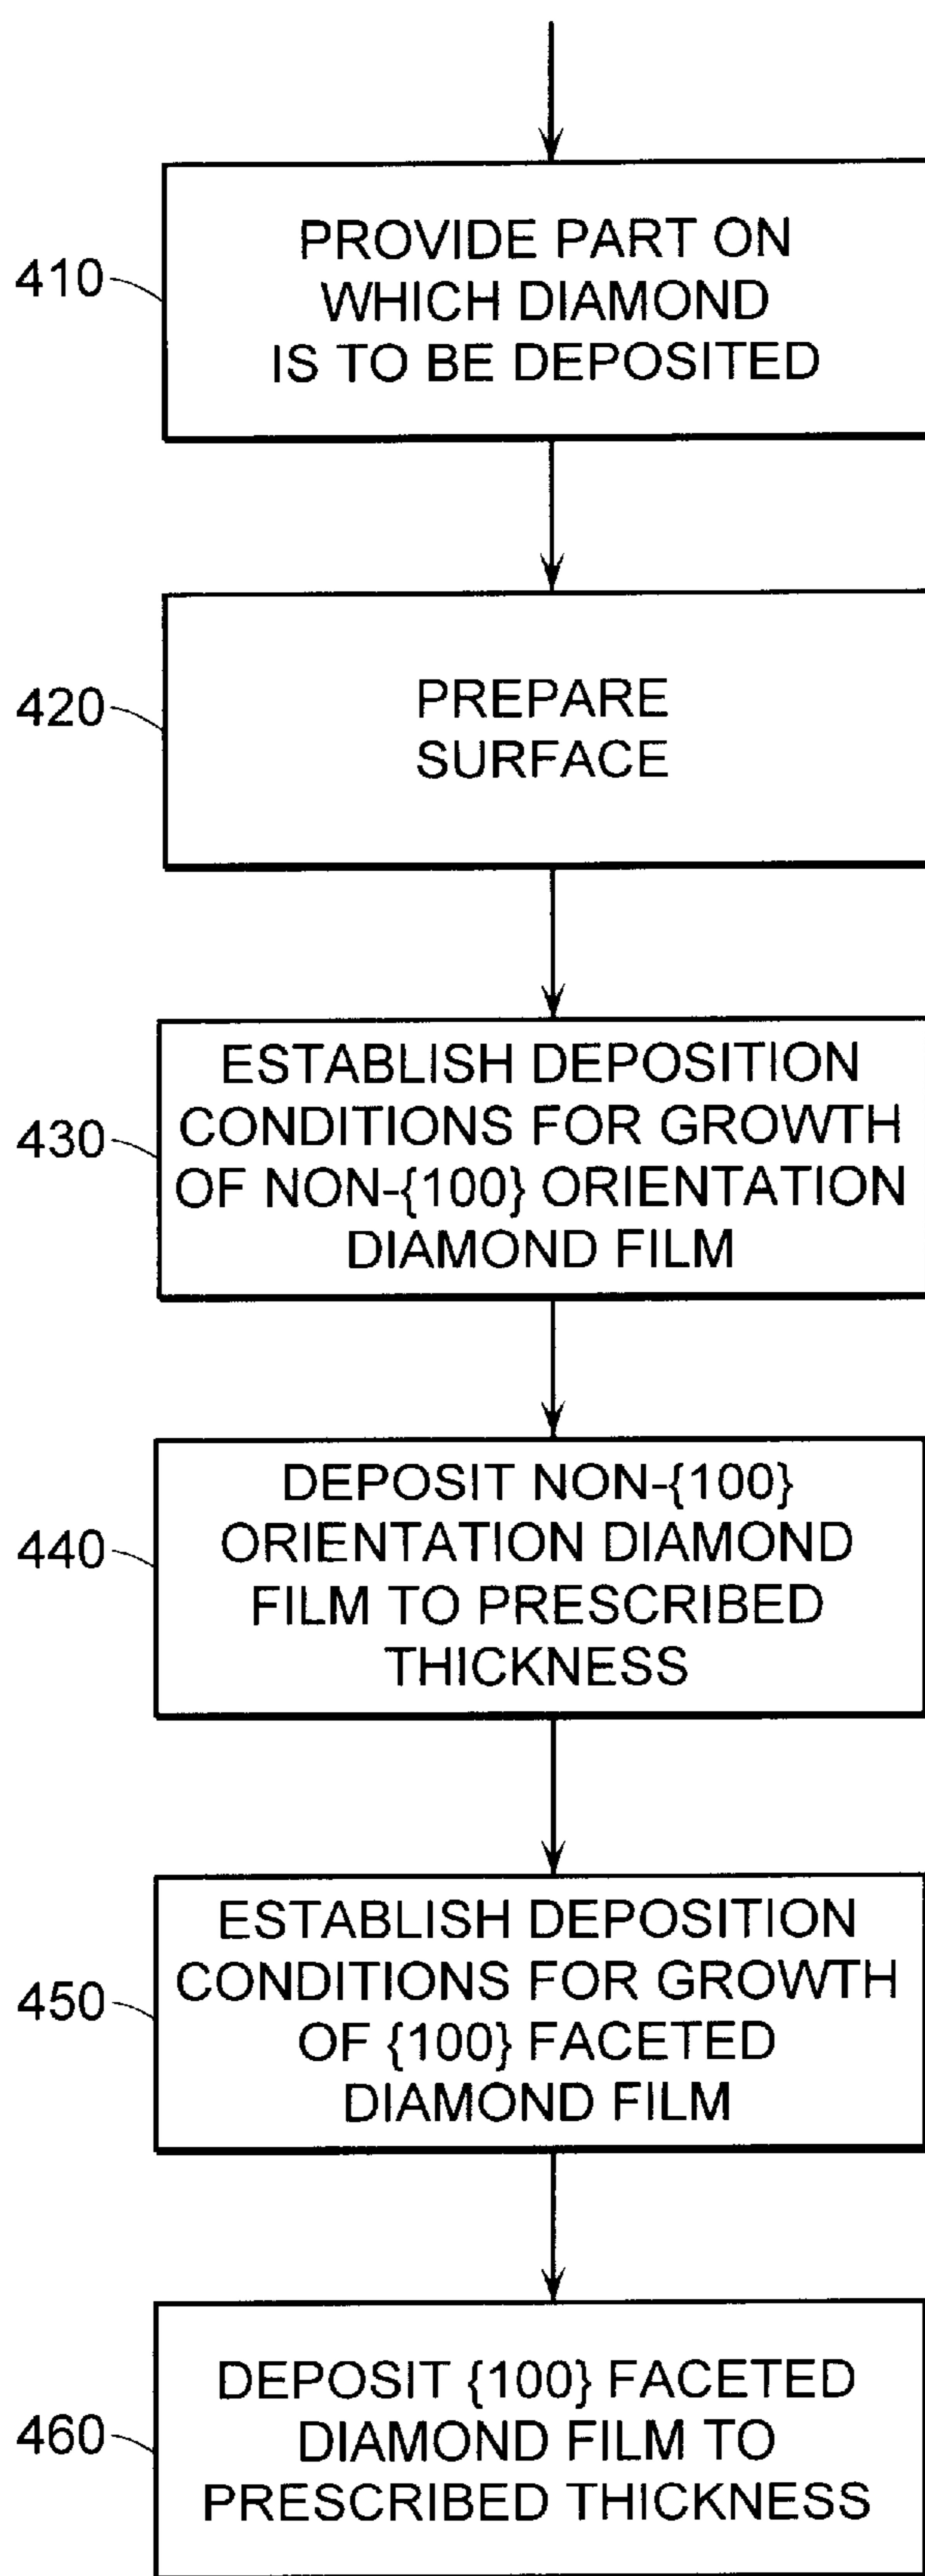 410
PROVIDE PART ON
WHICH DIAMOND
IS TO BE DEPOSITED
420
PREPARE
SURFACE
430
ESTABLISH DEPOSITION
CONDITIONS FOR GROWTH
OF NON-{100} ORIENTATION
DIAMOND FILM
440
DEPOSIT NON-{100}
ORIENTATION DIAMOND
FILM TO PRESCRIBED
THICKNESS
450
ESTABLISH DEPOSITION
CONDITIONS FOR GROWTH
OF {100} FACETED
DIAMOND FILM
460
DEPOSIT {100} FACETED
DIAMOND FILM TO
PRESCRIBED THICKNESS